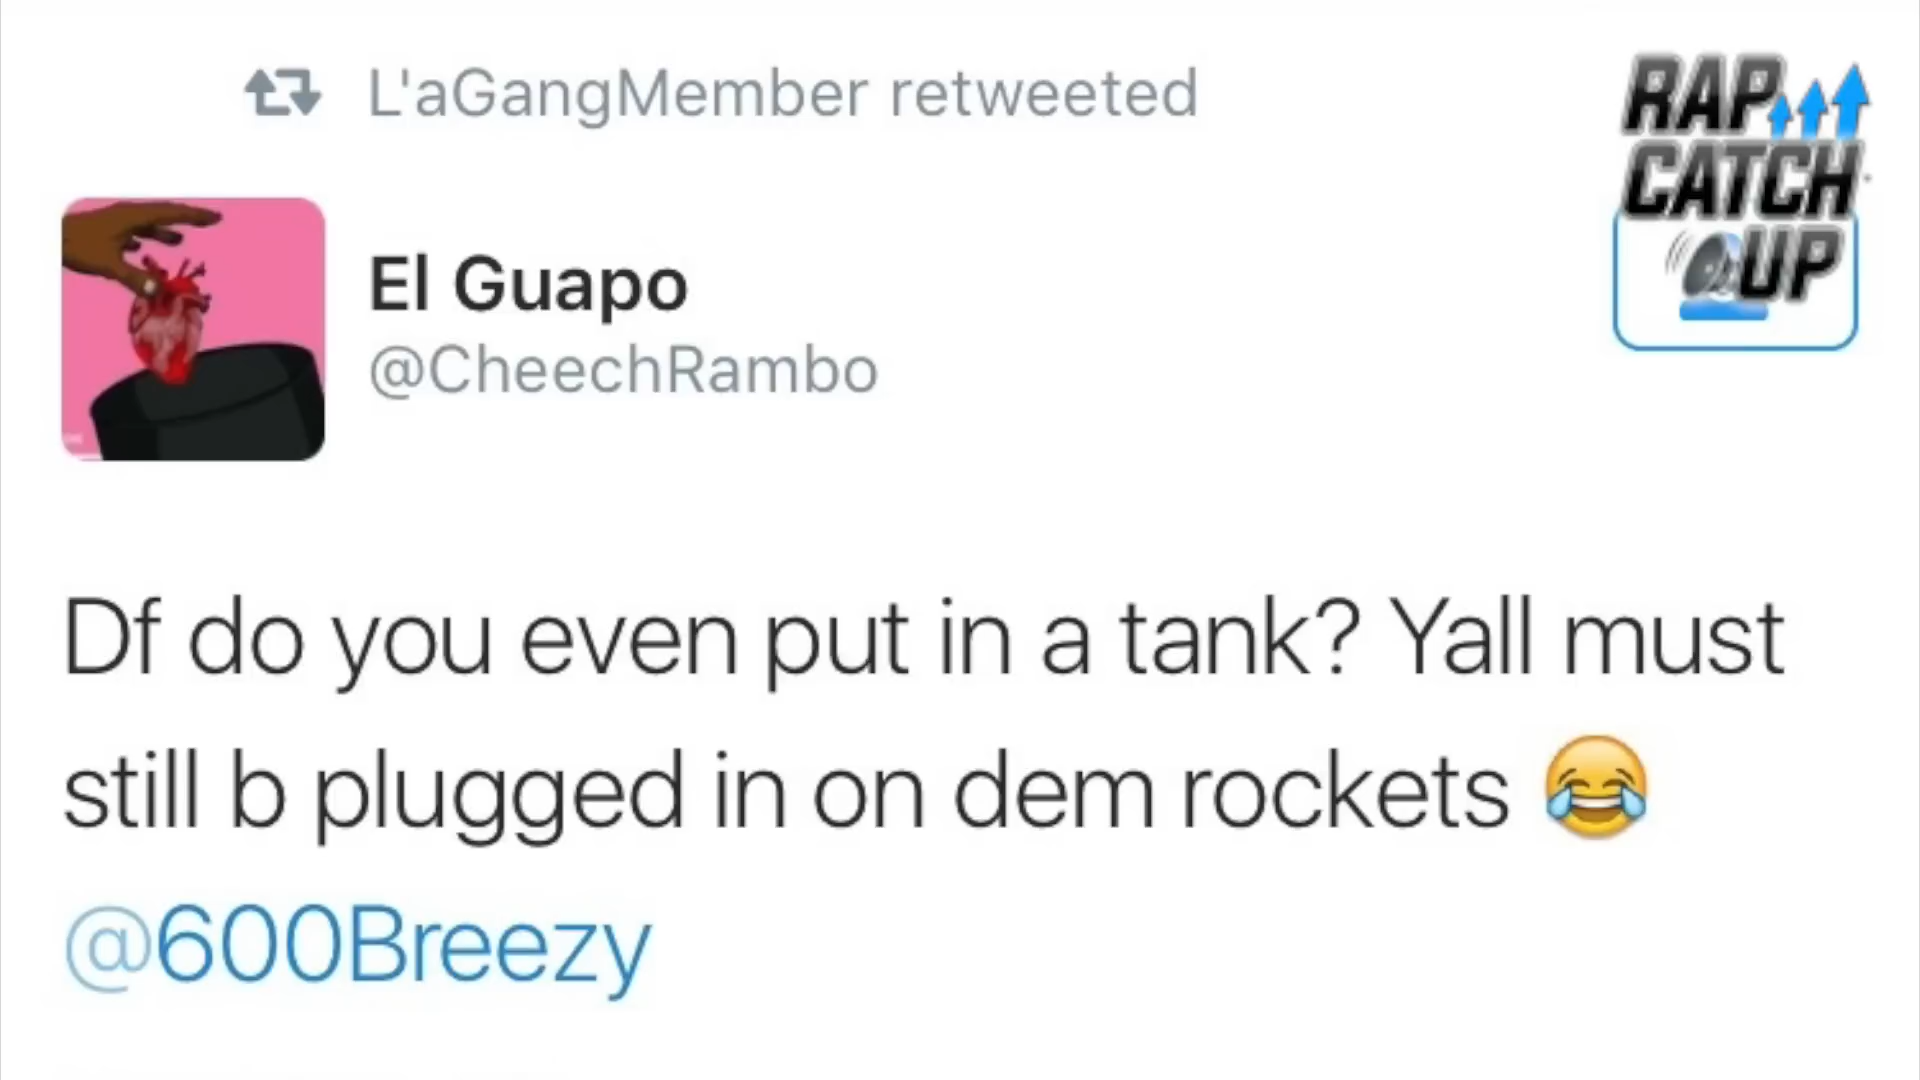 L'aGangMember retweeted
RAP
CATCH
UP
El Guapo
@CheechRambo
Df do you even put in a tank? Yall must
still b plugged in on dem rockets 😂
@600Breezy